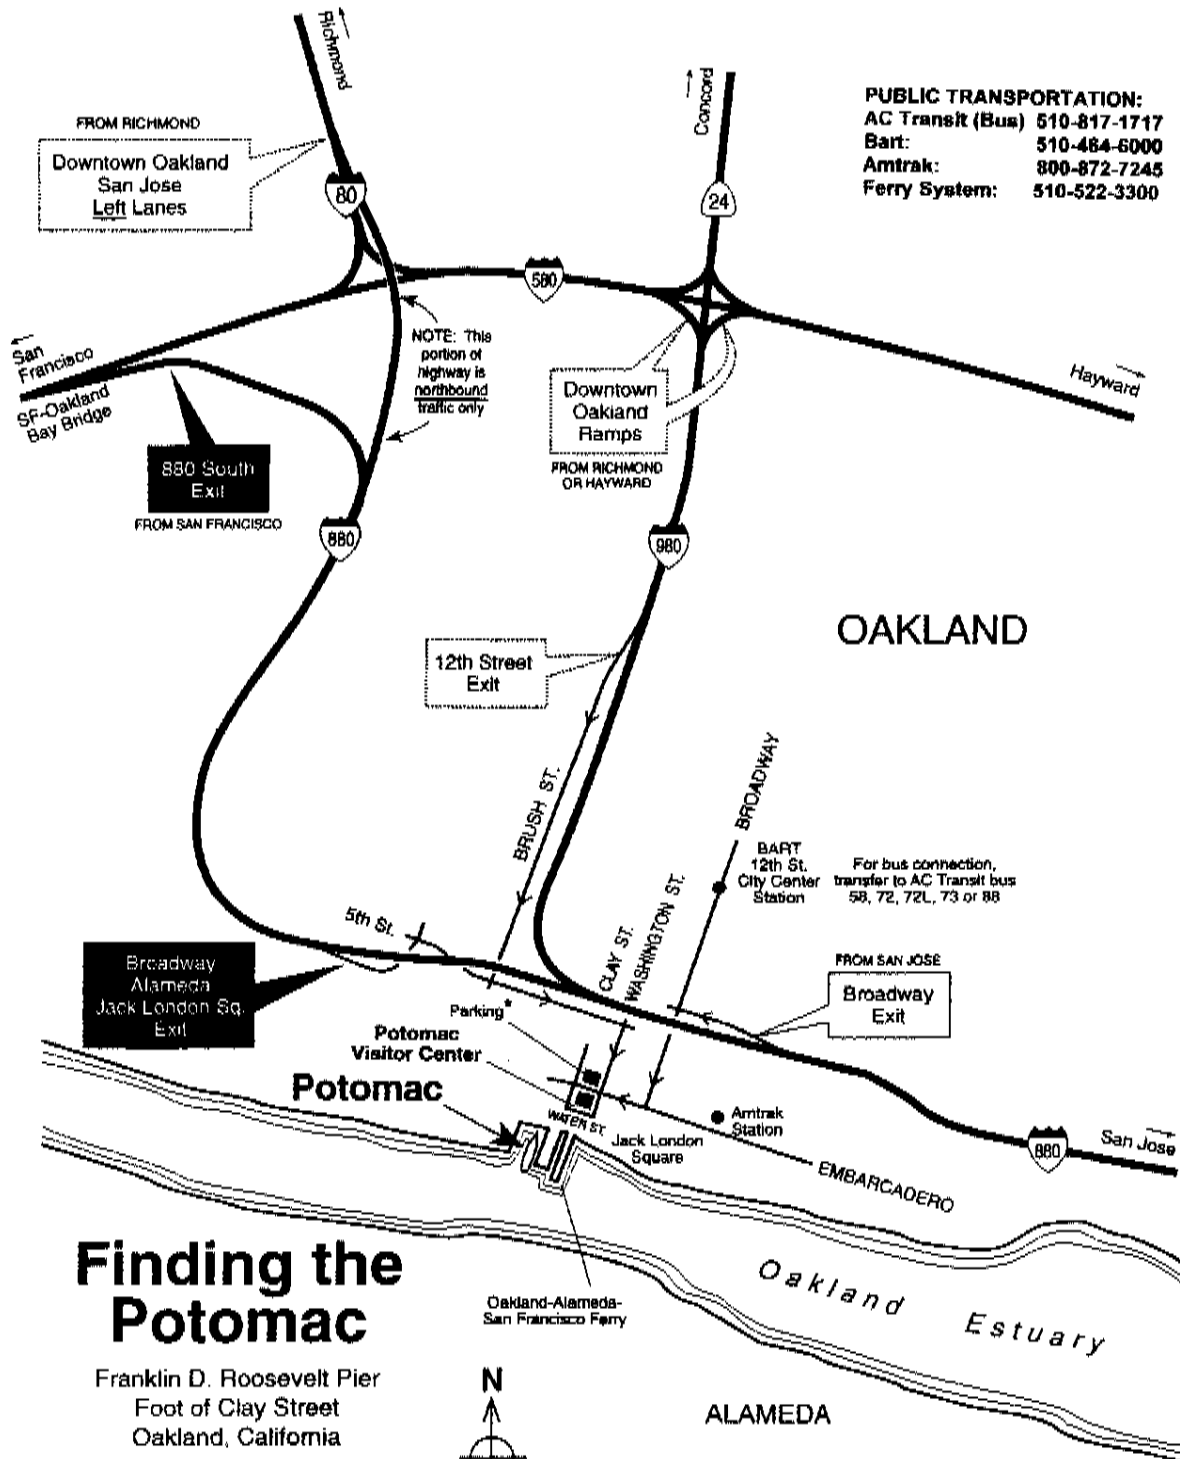 Richmond
Concord
PUBLIC TRANSPORTATION:
AC Transit (Bus) 510-817-1717
Bart: 510-464-6000
Amtrak: 800-872-7245
Ferry System: 510-522-3300
FROM RICHMOND
Downtown Oakland
San Jose
Left Lanes
80
24
580
San
Francisco
SF-Oakland
Bay Bridge
NOTE: This
portion of
highway is
northbound
traffic only
Hayward
Downtown
Oakland
Ramps
FROM RICHMOND
OR HAYWARD
880 South
Exit
FROM SAN FRANCISCO
880
980
OAKLAND
12th Street
Exit
BRUSH ST.
BROADWAY
BART
12th St.
City Center
Station
For bus connection,
transfer to AC Transit bus
58, 72, 72L, 73 or 88
5th St.
CLAY ST.
WASHINGTON ST.
Broadway
Alameda
Jack London Sq.
Exit
FROM SAN JOSE
Broadway
Exit
Parking*
Potomac
Visitor Center
Potomac
WATER ST.
Jack London
Square
Amtrak
Station
EMBARCADERO
880
San Jose
Finding the
Potomac
Oakland-Alameda-
San Francisco Ferry
Oakland Estuary
Franklin D. Roosevelt Pier
Foot of Clay Street
Oakland, California
N
ALAMEDA